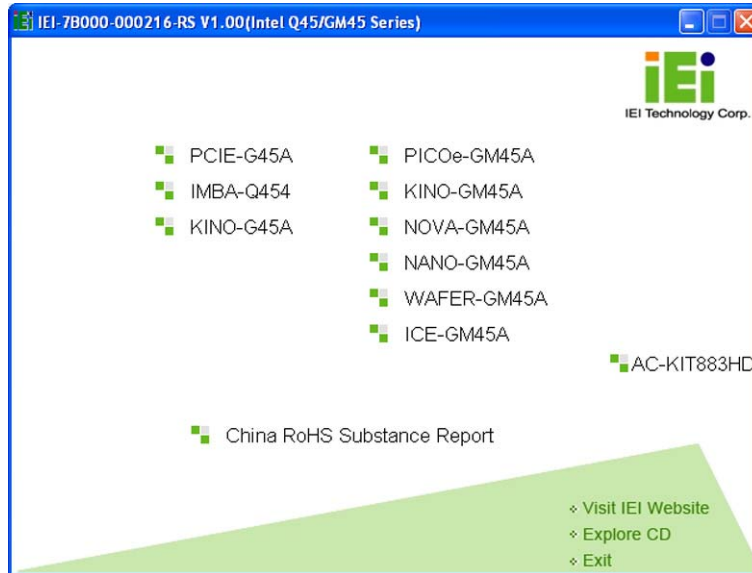 IEI-7B000-000216-RS V1.00(Intel Q45/GM45 Series)
iEi
IEI Technology Corp.
PCIE-G45A
IMBA-Q454
KINO-G45A
PICOe-GM45A
KINO-GM45A
NOVA-GM45A
NANO-GM45A
WAFER-GM45A
ICE-GM45A
AC-KIT883HD
China RoHS Substance Report
Visit IEI Website
Explore CD
Exit